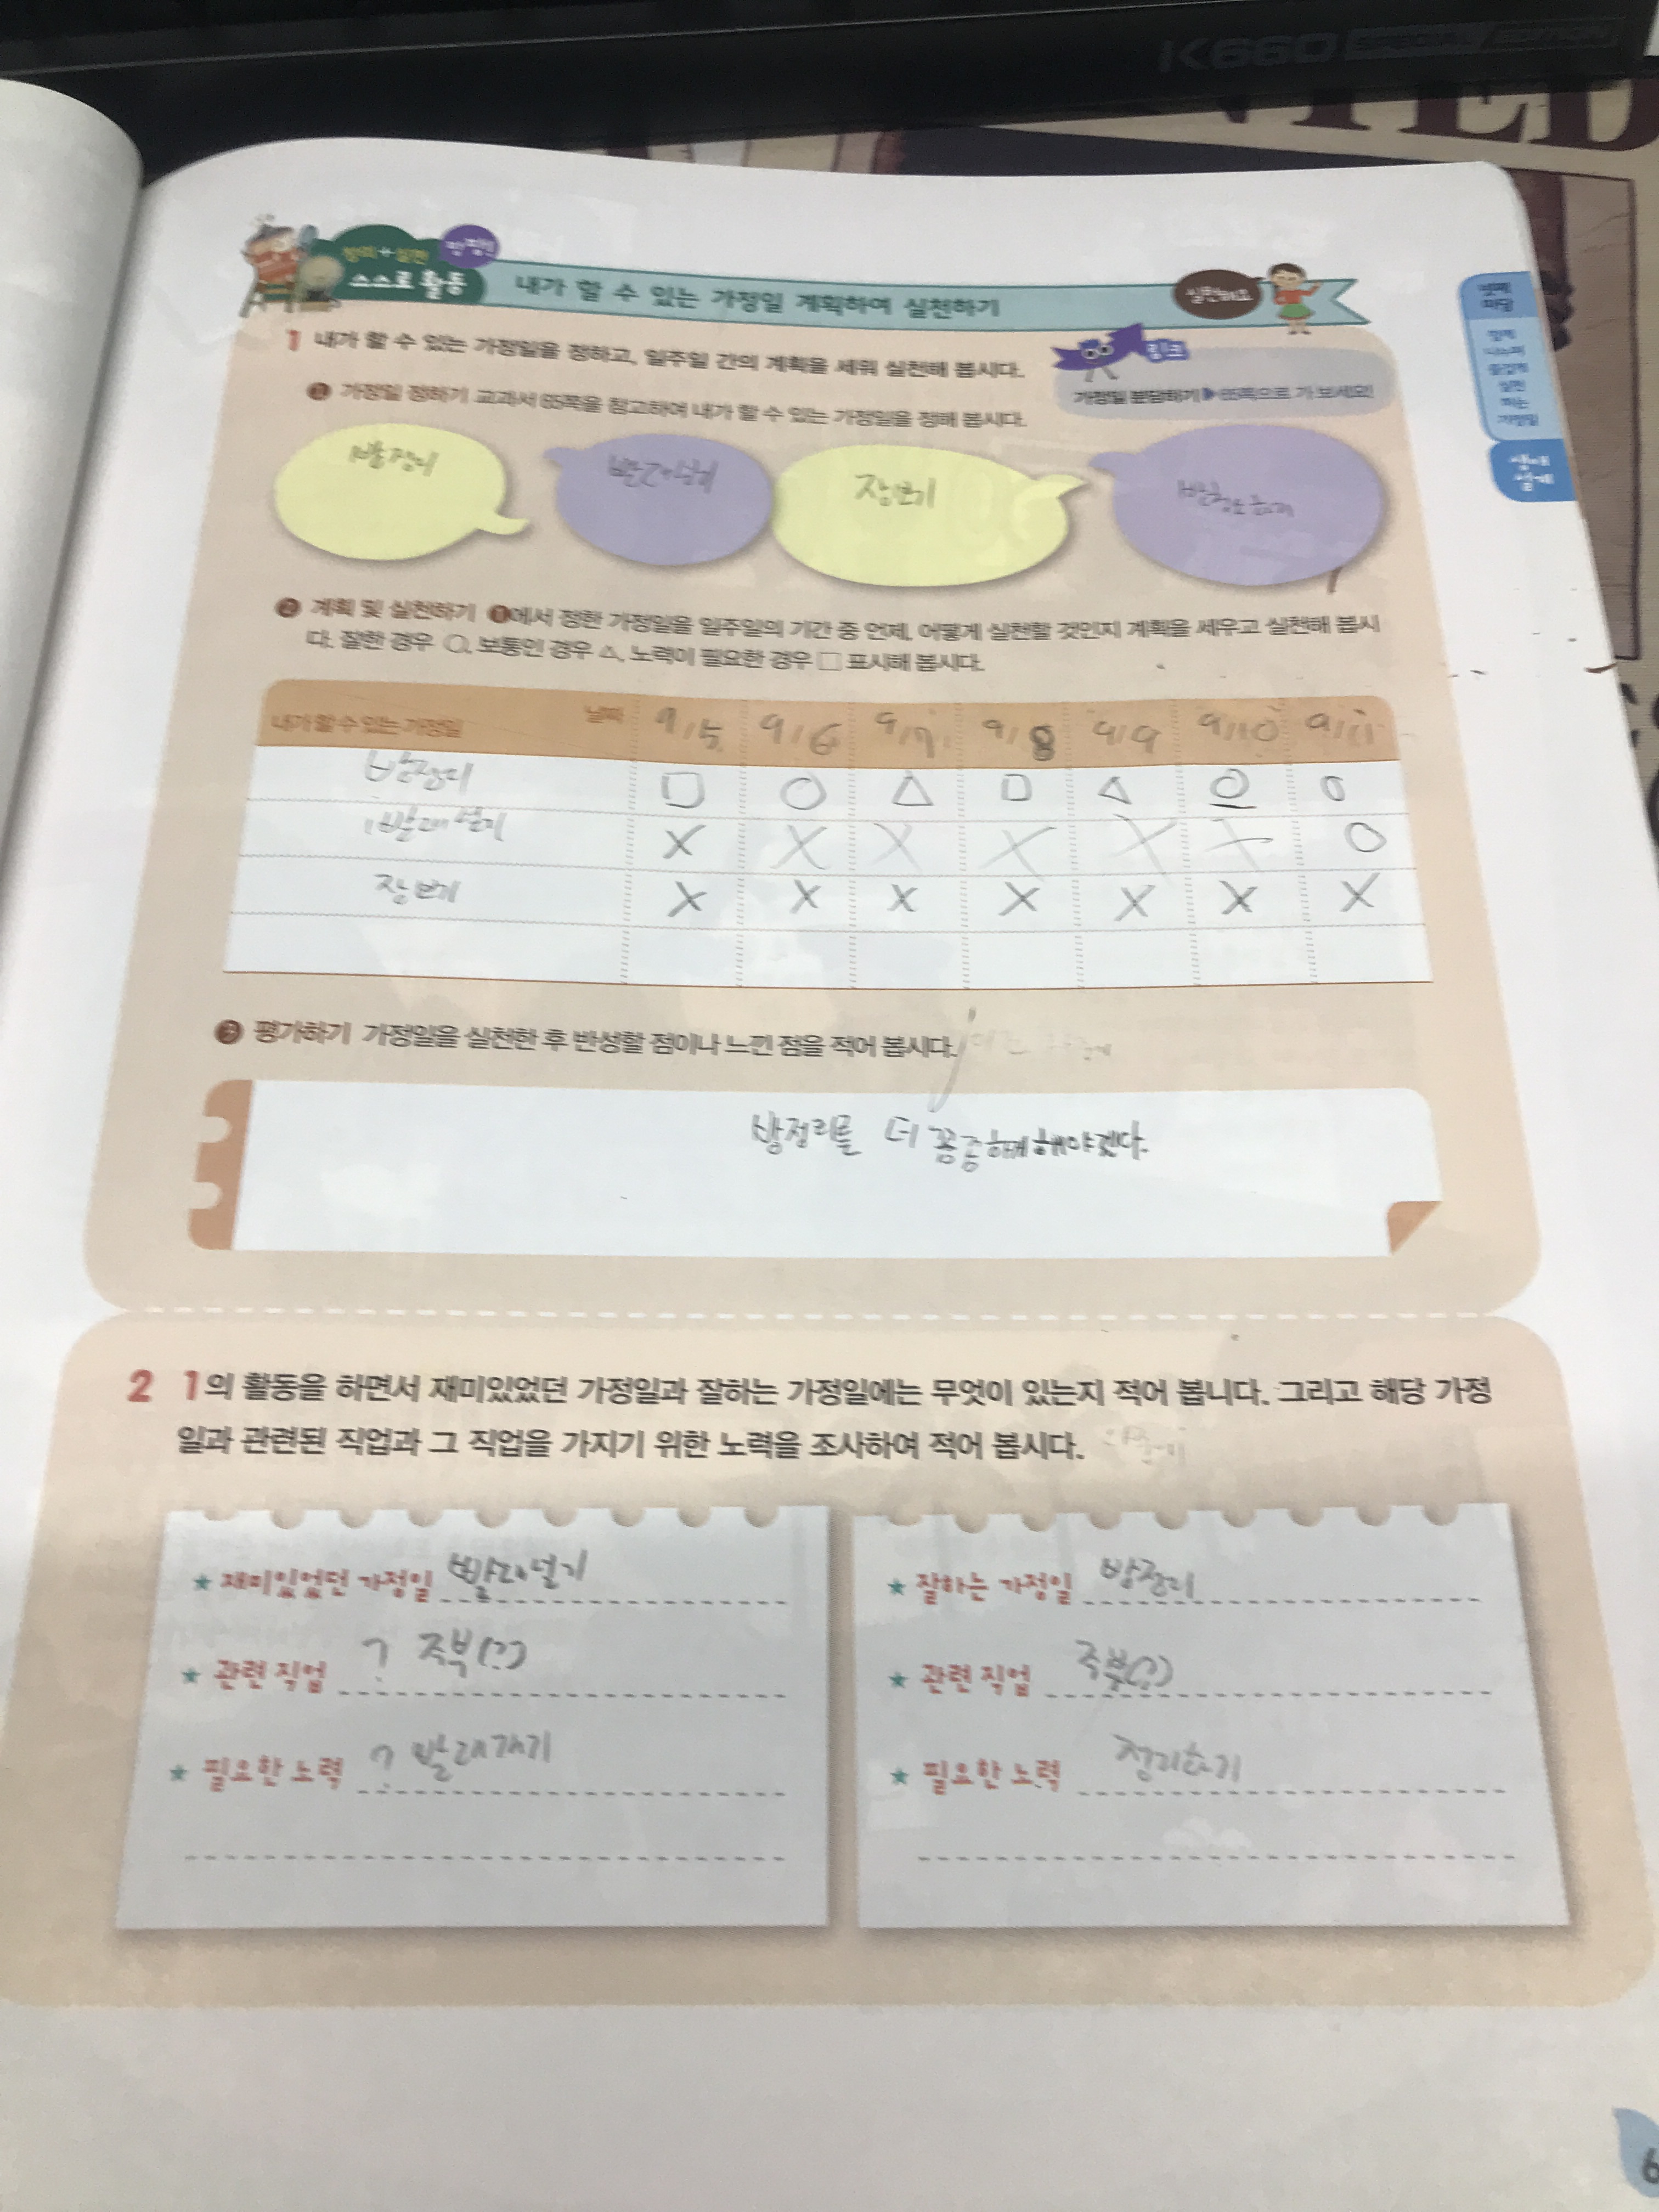 K660
스스로 활동
내가 할 수 있는 가정일 계획하여 실천하기
실천해요
1 내가 할 수 있는 가정일을 정하고, 일주일 간의 계획을 세워 실천해 봅시다.
링크
가정일 분담하기▶85쪽으로 가 보세요!
❶ 가정일 정하기 교과서 85쪽을 참고하여 내가 할 수 있는 가정일을 정해 봅시다.
방정리
빨래널기
장보기
방청소하기
❷ 계획 및 실천하기 ❶에서 정한 가정일을 일주일의 기간 중 언제, 어떻게 실천할 것인지 계획을 세우고 실천해 봅시
다. 잘한 경우 ○, 보통인 경우 △, 노력이 필요한 경우 □ 표시해 봅시다.
내가 할 수 있는 가정일 날짜 9/5 9/6 9/7 9/8 9/9 9/10 9/11
방정리 □ ○ △ □ △ ○ ○
빨래널기 X X X X X X ○
장보기 X X X X X X X
❸ 평가하기 가정일을 실천한 후 반성할 점이나 느낀 점을 적어 봅시다.
방정리를 더 꼼꼼하게 해야겠다.
2 1의 활동을 하면서 재미있었던 가정일과 잘하는 가정일에는 무엇이 있는지 적어 봅니다. 그리고 해당 가정
일과 관련된 직업과 그 직업을 가지기 위한 노력을 조사하여 적어 봅시다.
★ 재미있었던 가정일 빨래널기
★ 관련 직업 ? 주부(?)
★ 필요한 노력 ? 빨래개기
★ 잘하는 가정일 방정리
★ 관련 직업 주부(?)
★ 필요한 노력 정리하기
넷째
마당
생애
설계
6